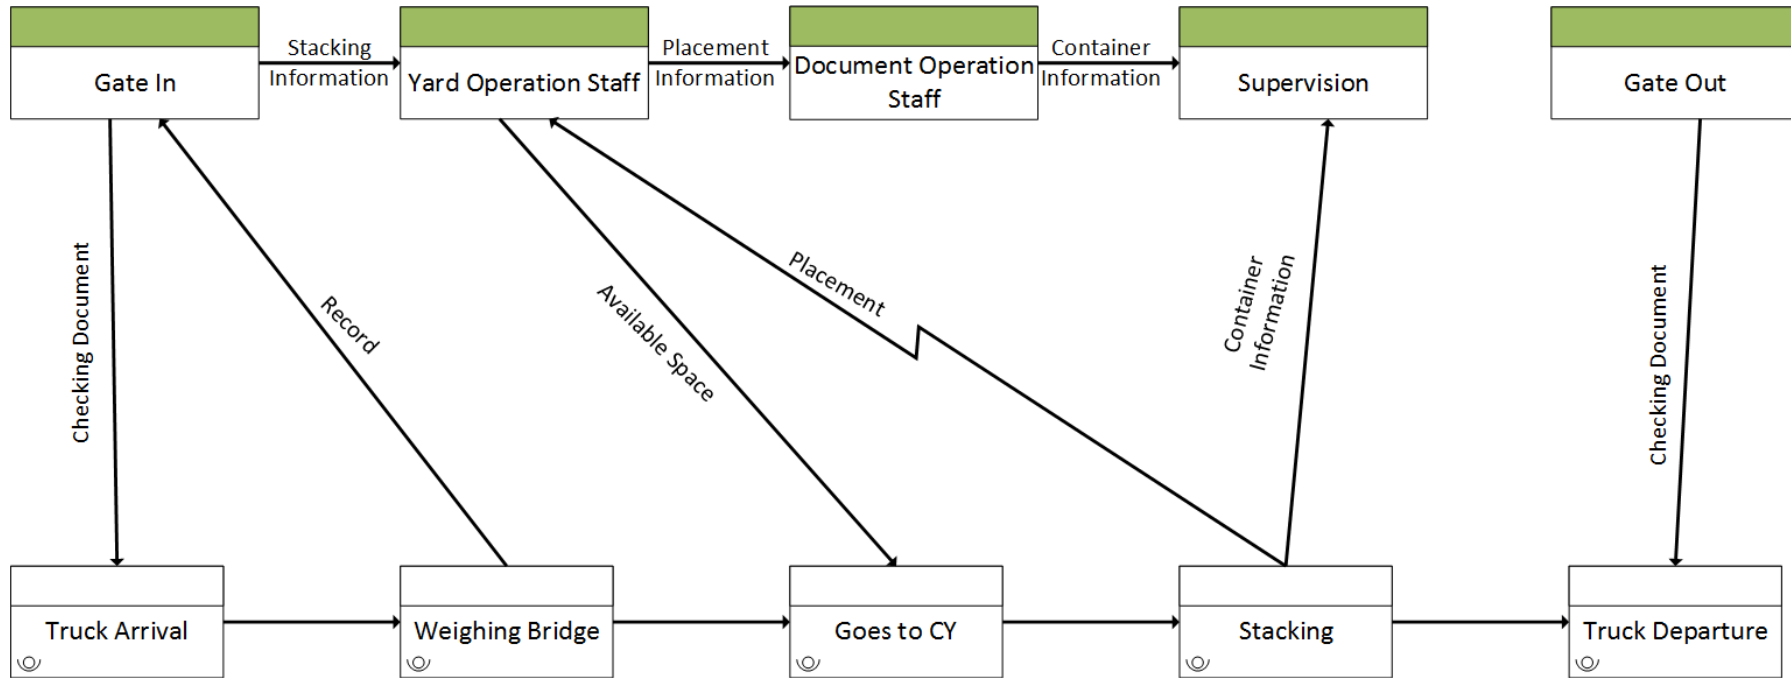 Gate In
Stacking
Information
Yard Operation Staff
Placement
Information
Document Operation
Staff
Container
Information
Supervision
Gate Out
Checking Document
Record
Available Space
Placement
Container
Information
Checking Document
Truck Arrival
Weighing Bridge
Goes to CY
Stacking
Truck Departure